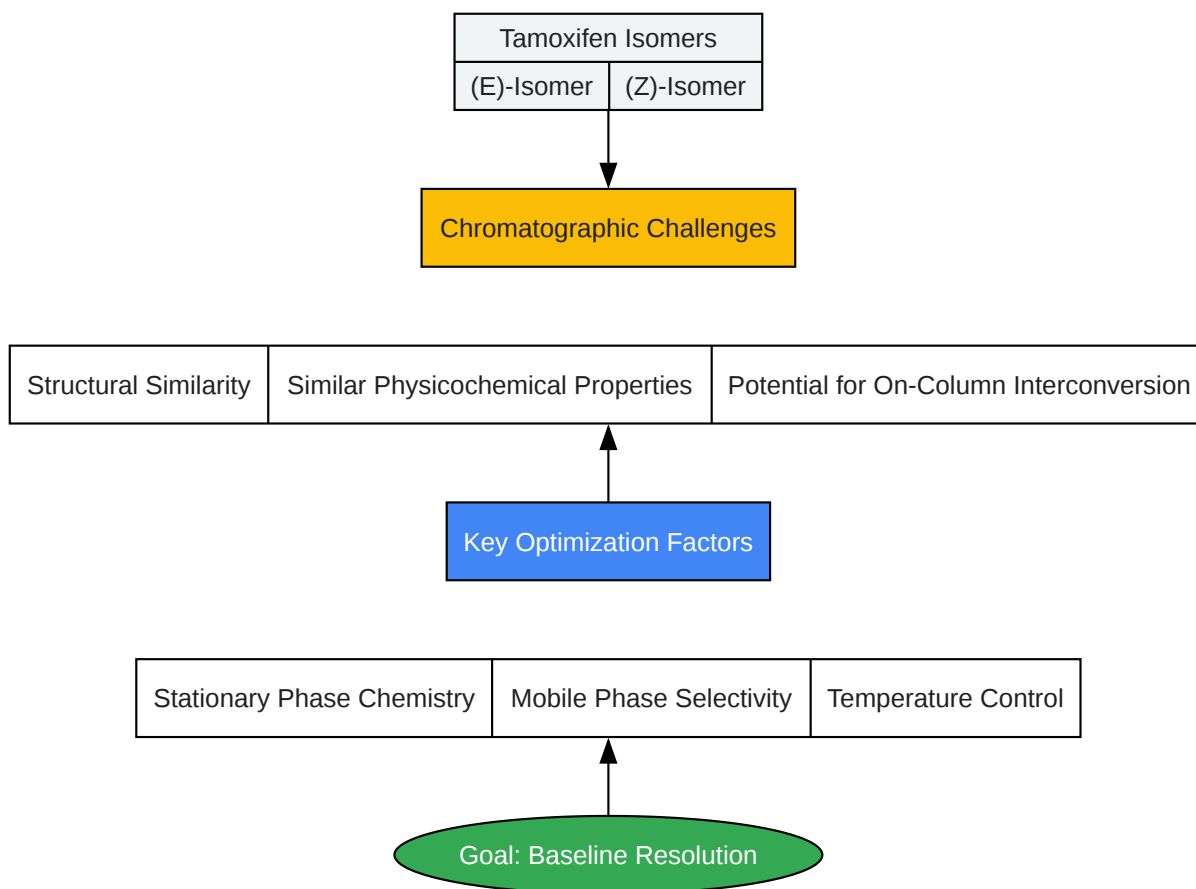 Tamoxifen Isomers
(E)-Isomer
(Z)-Isomer
Chromatographic Challenges
Structural Similarity
Similar Physicochemical Properties
Potential for On-Column Interconversion
Key Optimization Factors
Stationary Phase Chemistry
Mobile Phase Selectivity
Temperature Control
Goal: Baseline Resolution